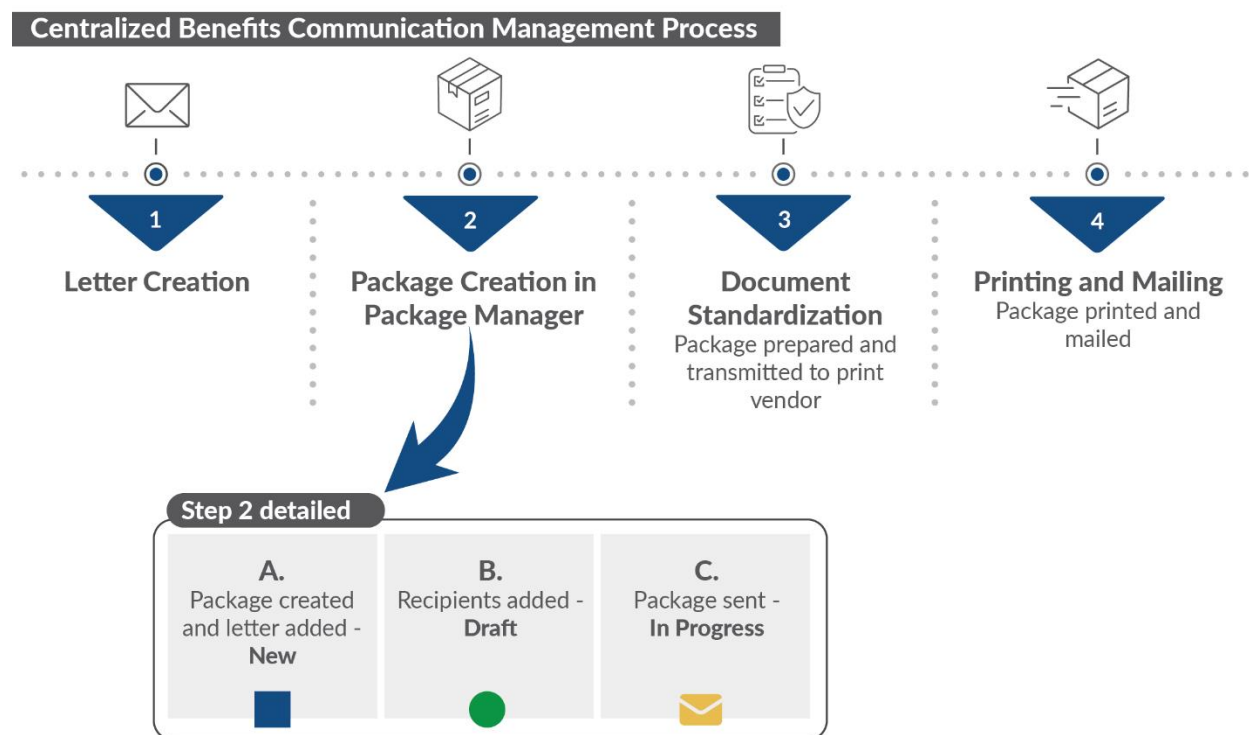 Centralized Benefits Communication Management Process
1
Letter Creation
2
Package Creation in
Package Manager
3
Document
Standardization
Package prepared and
transmitted to print
vendor
4
Printing and Mailing
Package printed and
mailed
Step 2 detailed
A.
Package created
and letter added -
New
B.
Recipients added -
Draft
C.
Package sent -
In Progress